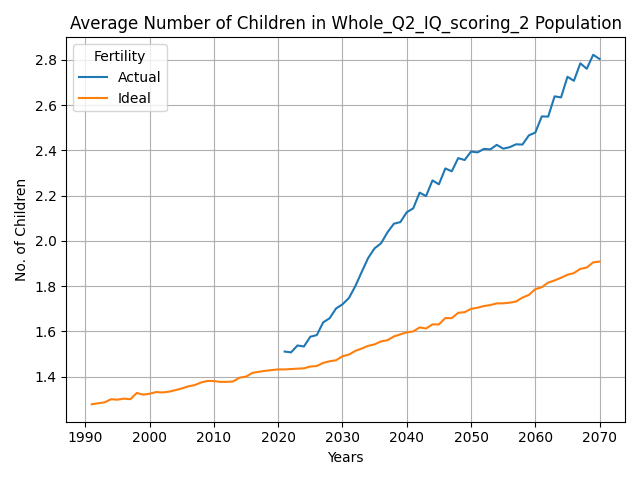 Average Number of Children in Whole_Q2_IQ_scoring_2 Population
Fertility
Actual
Ideal
No. of Children
2.8
2.6
2.4
2.2
2.0
1.8
1.6
1.4
1990 2000 2010 2020 2030 2040 2050 2060 2070
Years